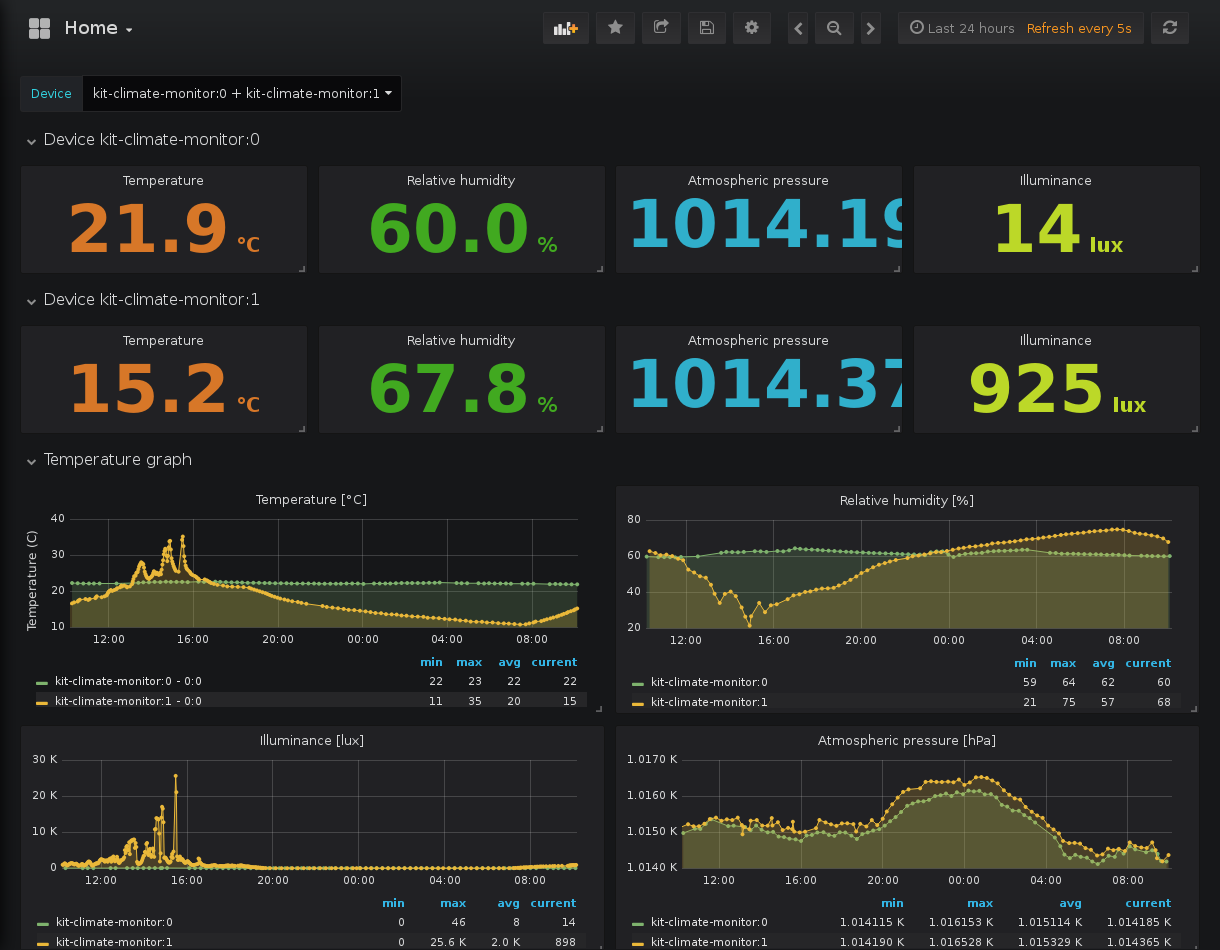 Home
Last 24 hours Refresh every 5s
Device kit-climate-monitor:0 + kit-climate-monitor:1
Device kit-climate-monitor:0
Temperature Relative humidity Atmospheric pressure Illuminance
21.9 °C 60.0 % 1014.19 14 lux
Device kit-climate-monitor:1
Temperature Relative humidity Atmospheric pressure Illuminance
15.2 °C 67.8 % 1014.37 925 lux
Temperature graph
Temperature [°C]
Temperature (C)
40
30
20
10
12:00 16:00 20:00 00:00 04:00 08:00
min max avg current
kit-climate-monitor:0 - 0:0 22 23 22 22
kit-climate-monitor:1 - 0:0 11 35 20 15
Relative humidity [%]
80
60
40
20
12:00 16:00 20:00 00:00 04:00 08:00
min max avg current
kit-climate-monitor:0 59 64 62 60
kit-climate-monitor:1 21 75 57 68
Illuminance [lux]
30 K
20 K
10 K
0
12:00 16:00 20:00 00:00 04:00 08:00
min max avg current
kit-climate-monitor:0 0 46 8 14
kit-climate-monitor:1 0 25.6 K 2.0 K 898
Atmospheric pressure [hPa]
1.0170 K
1.0160 K
1.0150 K
1.0140 K
12:00 16:00 20:00 00:00 04:00 08:00
min max avg current
kit-climate-monitor:0 1.014115 K 1.016153 K 1.015114 K 1.014185 K
kit-climate-monitor:1 1.014190 K 1.016528 K 1.015329 K 1.014365 K